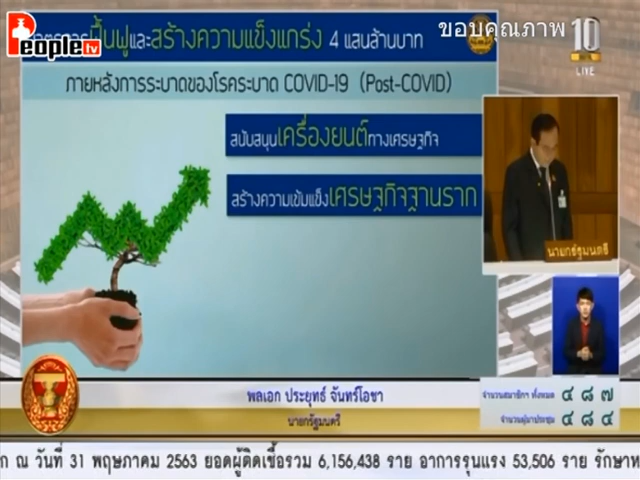 People tv
ฟื้นฟูและสร้างความแข็งแกร่ง 4 แสนล้านบาท
ขอบคุณภาพ
10
LIVE
ภายหลังการระบาดของโรคระบาด COVID-19 (Post-COVID)
สนับสนุนเครื่องยนต์ทางเศรษฐกิจ
สร้างความเข้มแข็งเศรษฐกิจฐานราก
นายกรัฐมนตรี
พลเอก ประยุทธ์ จันทร์โอชา
นายกรัฐมนตรี
จำนวนสมาชิกฯ ทั้งหมด ๔๘๗
จำนวนผู้มาประชุม ๔๘๔
ก ณ วันที่ 31 พฤษภาคม 2563 ยอดผู้ติดเชื้อรวม 6,156,438 ราย อาการรุนแรง 53,506 ราย รักษาห